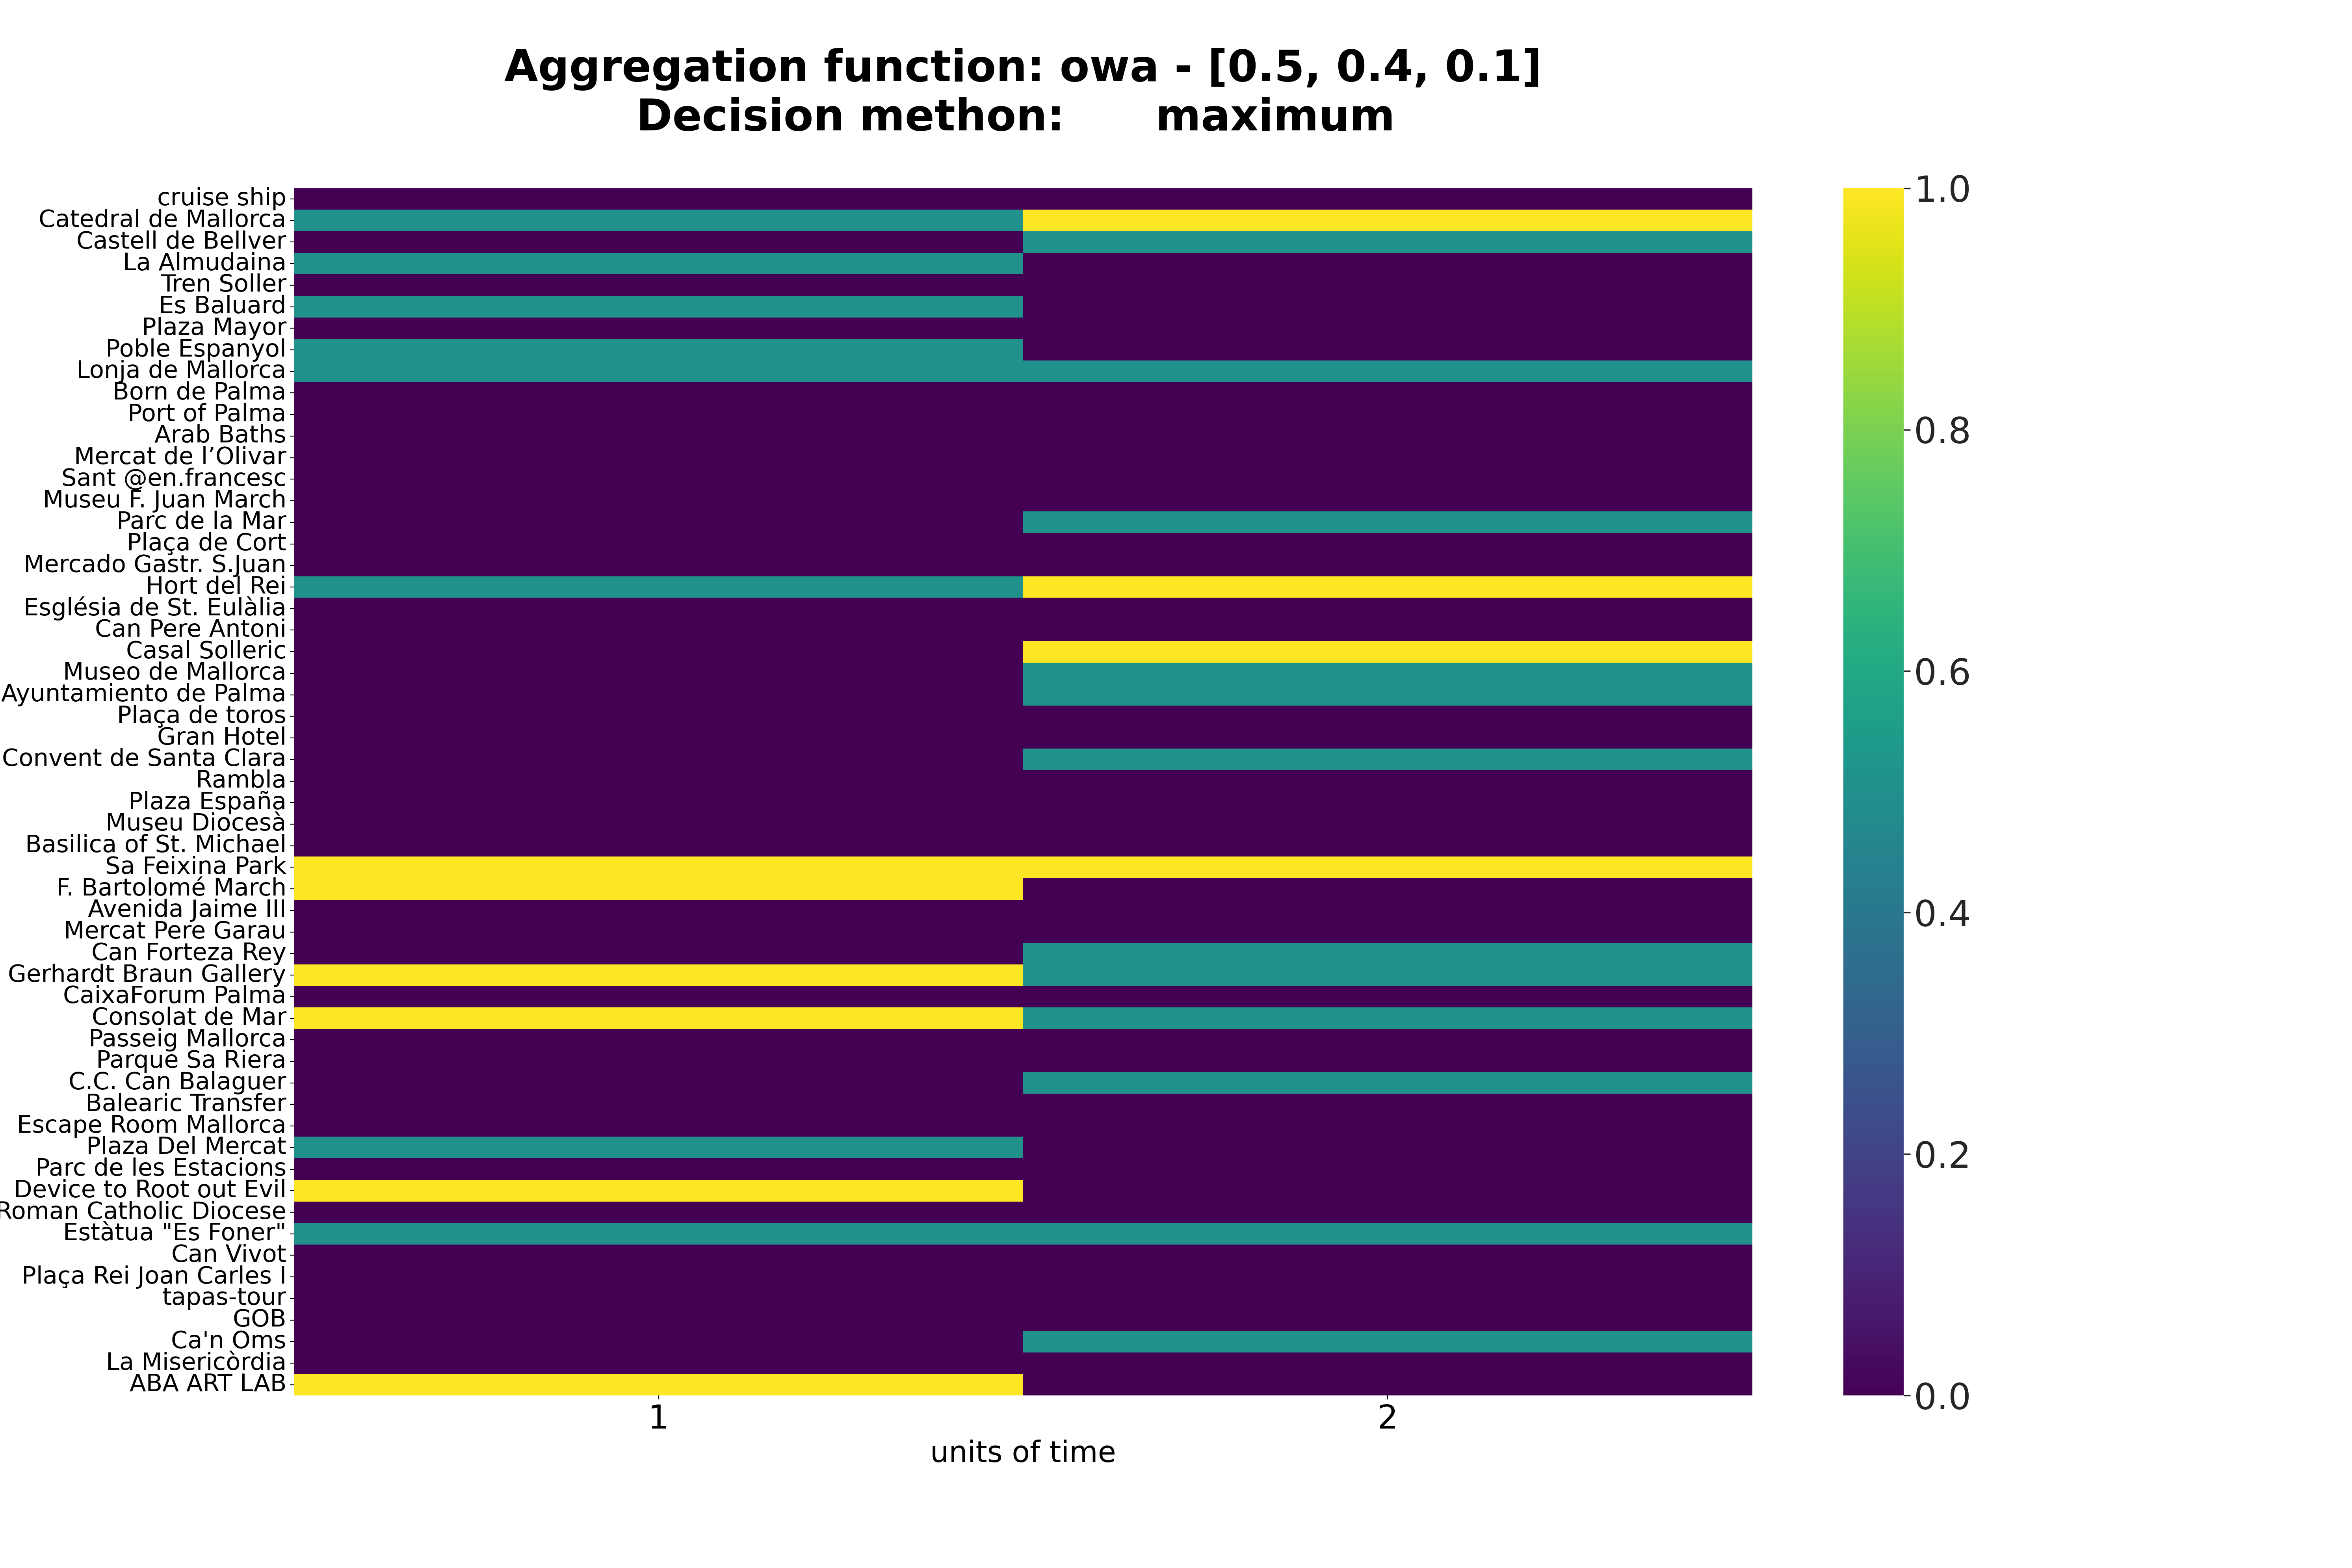 Aggregation function: owa - [0.5, 0.4, 0.1]
Decision methon: maximum
cruise ship
Catedral de Mallorca
Castell de Bellver
La Almudaina
Tren Soller
Es Baluard
Plaza Mayor
Poble Espanyol
Lonja de Mallorca
Born de Palma
Port of Palma
Arab Baths
Mercat de l’Olivar
Sant @en.francesc
Museu F. Juan March
Parc de la Mar
Plaça de Cort
Mercado Gastr. S.Juan
Hort del Rei
Església de St. Eulàlia
Can Pere Antoni
Casal Solleric
Museo de Mallorca
Ayuntamiento de Palma
Plaça de toros
Gran Hotel
Convent de Santa Clara
Rambla
Plaza España
Museu Diocesà
Basilica of St. Michael
Sa Feixina Park
F. Bartolomé March
Avenida Jaime III
Mercat Pere Garau
Can Forteza Rey
Gerhardt Braun Gallery
CaixaForum Palma
Consolat de Mar
Passeig Mallorca
Parque Sa Riera
C.C. Can Balaguer
Balearic Transfer
Escape Room Mallorca
Plaza Del Mercat
Parc de les Estacions
Device to Root out Evil
Roman Catholic Diocese
Estàtua "Es Foner"
Can Vivot
Plaça Rei Joan Carles I
tapas-tour
GOB
Ca'n Oms
La Misericòrdia
ABA ART LAB
1
2
units of time
1.0
0.8
0.6
0.4
0.2
0.0